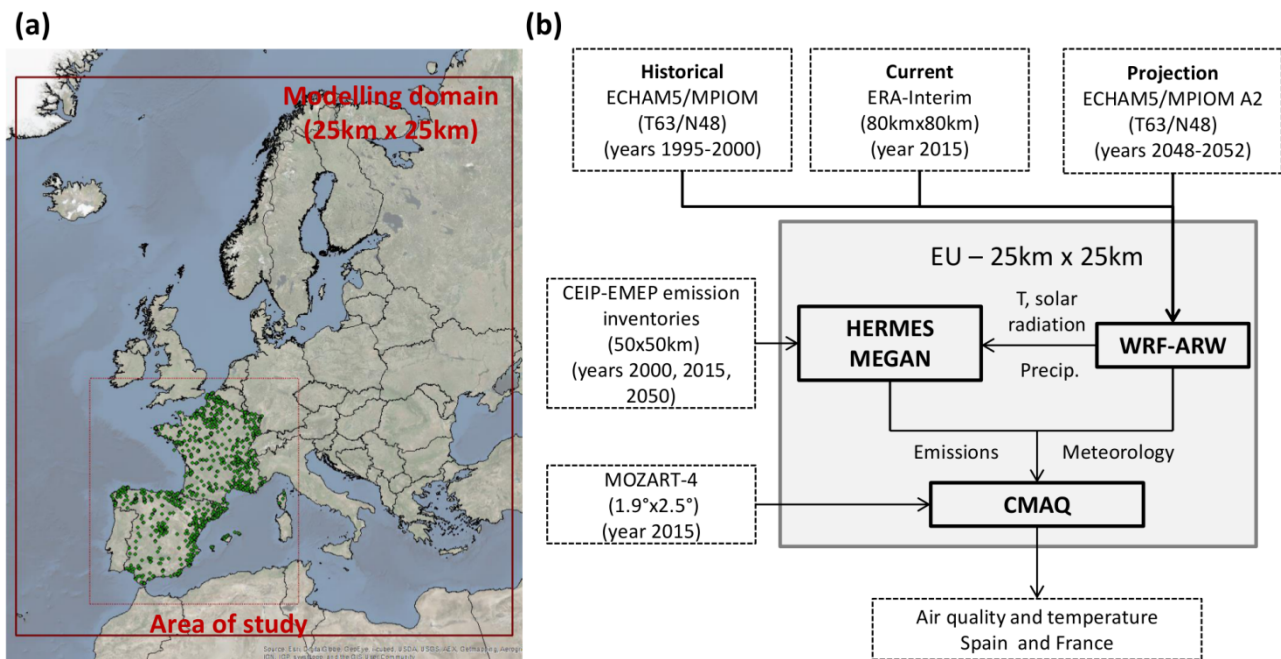 (a)
Modelling domain
(25km x 25km)
Area of study
(b)
Historical
ECHAM5/MPIOM
(T63/N48)
(years 1995-2000)
Current
ERA-Interim
(80kmx80km)
(year 2015)
Projection
ECHAM5/MPIOM A2
(T63/N48)
(years 2048-2052)
EU – 25km x 25km
CEIP-EMEP emission
inventories
(50x50km)
(years 2000, 2015,
2050)
HERMES
MEGAN
T, solar
radiation
Precip.
WRF-ARW
Emissions
Meteorology
MOZART-4
(1.9°x2.5°)
(year 2015)
CMAQ
Air quality and temperature
Spain and France